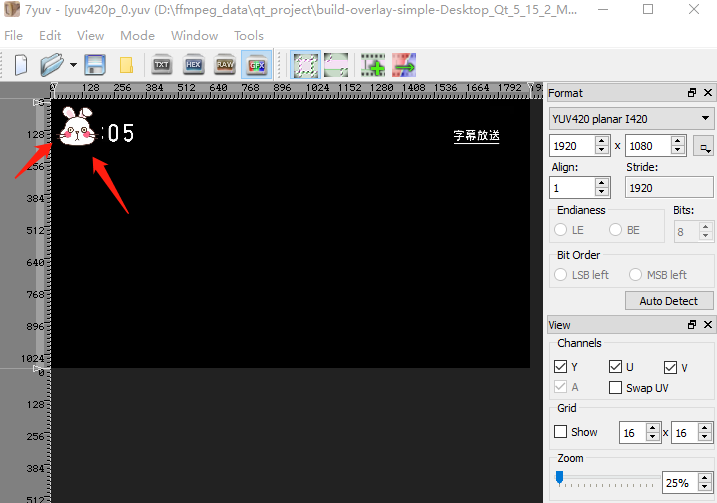 7yuv - [yuv420p_0.yuv (D:\ffmpeg_data\qt_project\build-overlay-simple-Desktop_Qt_5_15_2_M...
File Edit View Mode Window Tools
TXT HEX RAW GFX
0 128 256 384 512 640 768 896 1024 1152 1280 1408 1536 1664 1792
0
128
256
384
512
640
768
896
1024
0
128
256
384
512
:05
字幕放送
Format
YUV420 planar I420
1920 x 1080
Align: Stride:
1 1920
Endianess Bits:
LE BE 8
Bit Order
LSB left MSB left
Auto Detect
View
Channels
Y U V
A Swap UV
Grid
Show 16 x 16
Zoom
25%